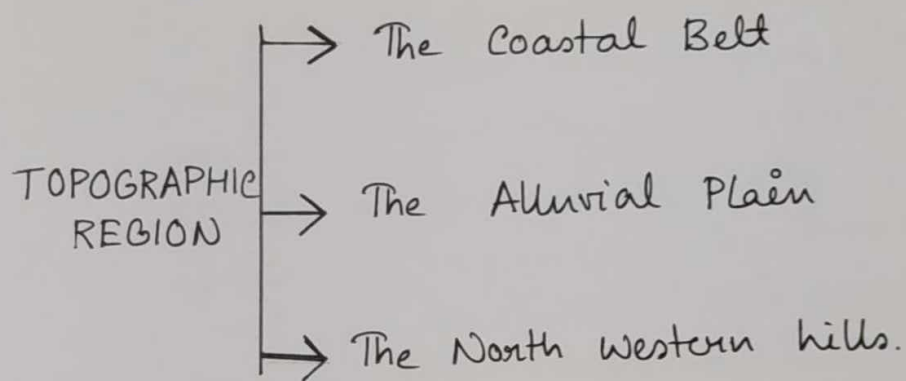 The Coastal Belt
TOPOGRAPHIC
REGION
The Alluvial Plain
The North western hills.